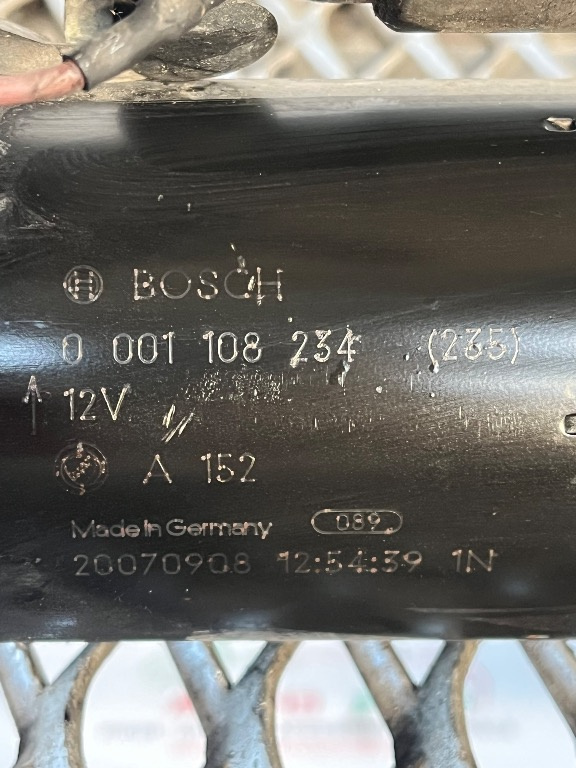 BOSCH
0 001 108 234 (235)
12V
A 152
Made in Germany 089
20070908 12:54:39 1N